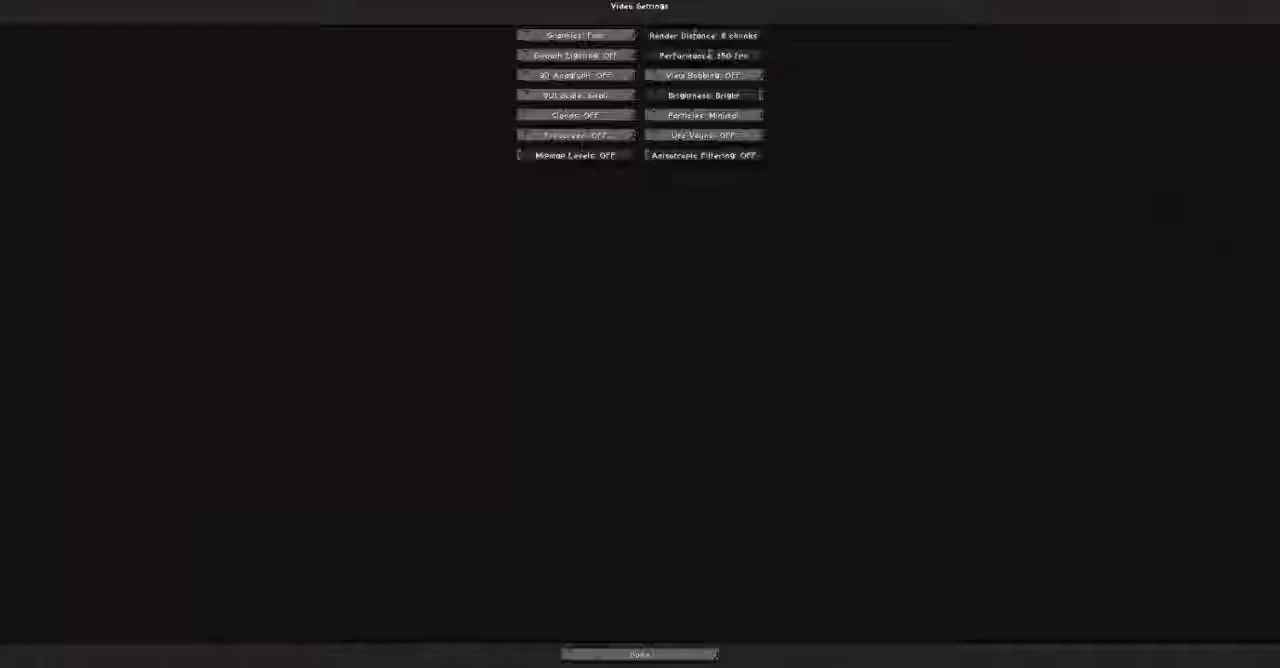 Video Settings
Graphics: Fast
Render Distance: 8 chunks
Smooth Lighting: OFF
Performance: 150 fps
3D Anaglyph: OFF
View Bobbing: OFF
GUI Scale: Small
Brightness: Bright
Clouds: OFF
Particles: Minimal
Fullscreen: OFF
Use Vsync: OFF
Mipmap Levels: OFF
Anisotropic Filtering: OFF
Done